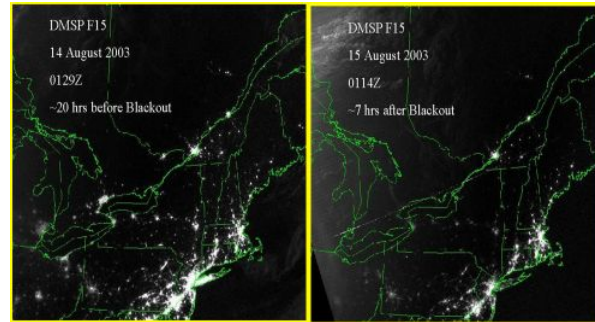 DMSP F15
14 August 2003
0129Z
~20 hrs before Blackout
DMSP F15
15 August 2003
0114Z
~7 hrs after Blackout